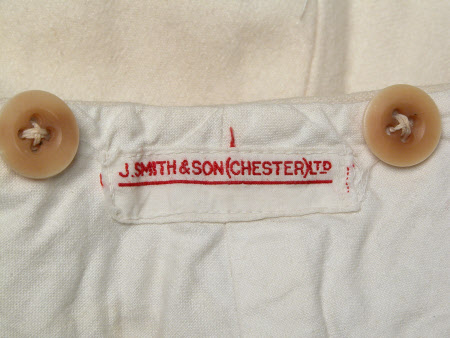 J. SMITH & SON (CHESTER) LTD